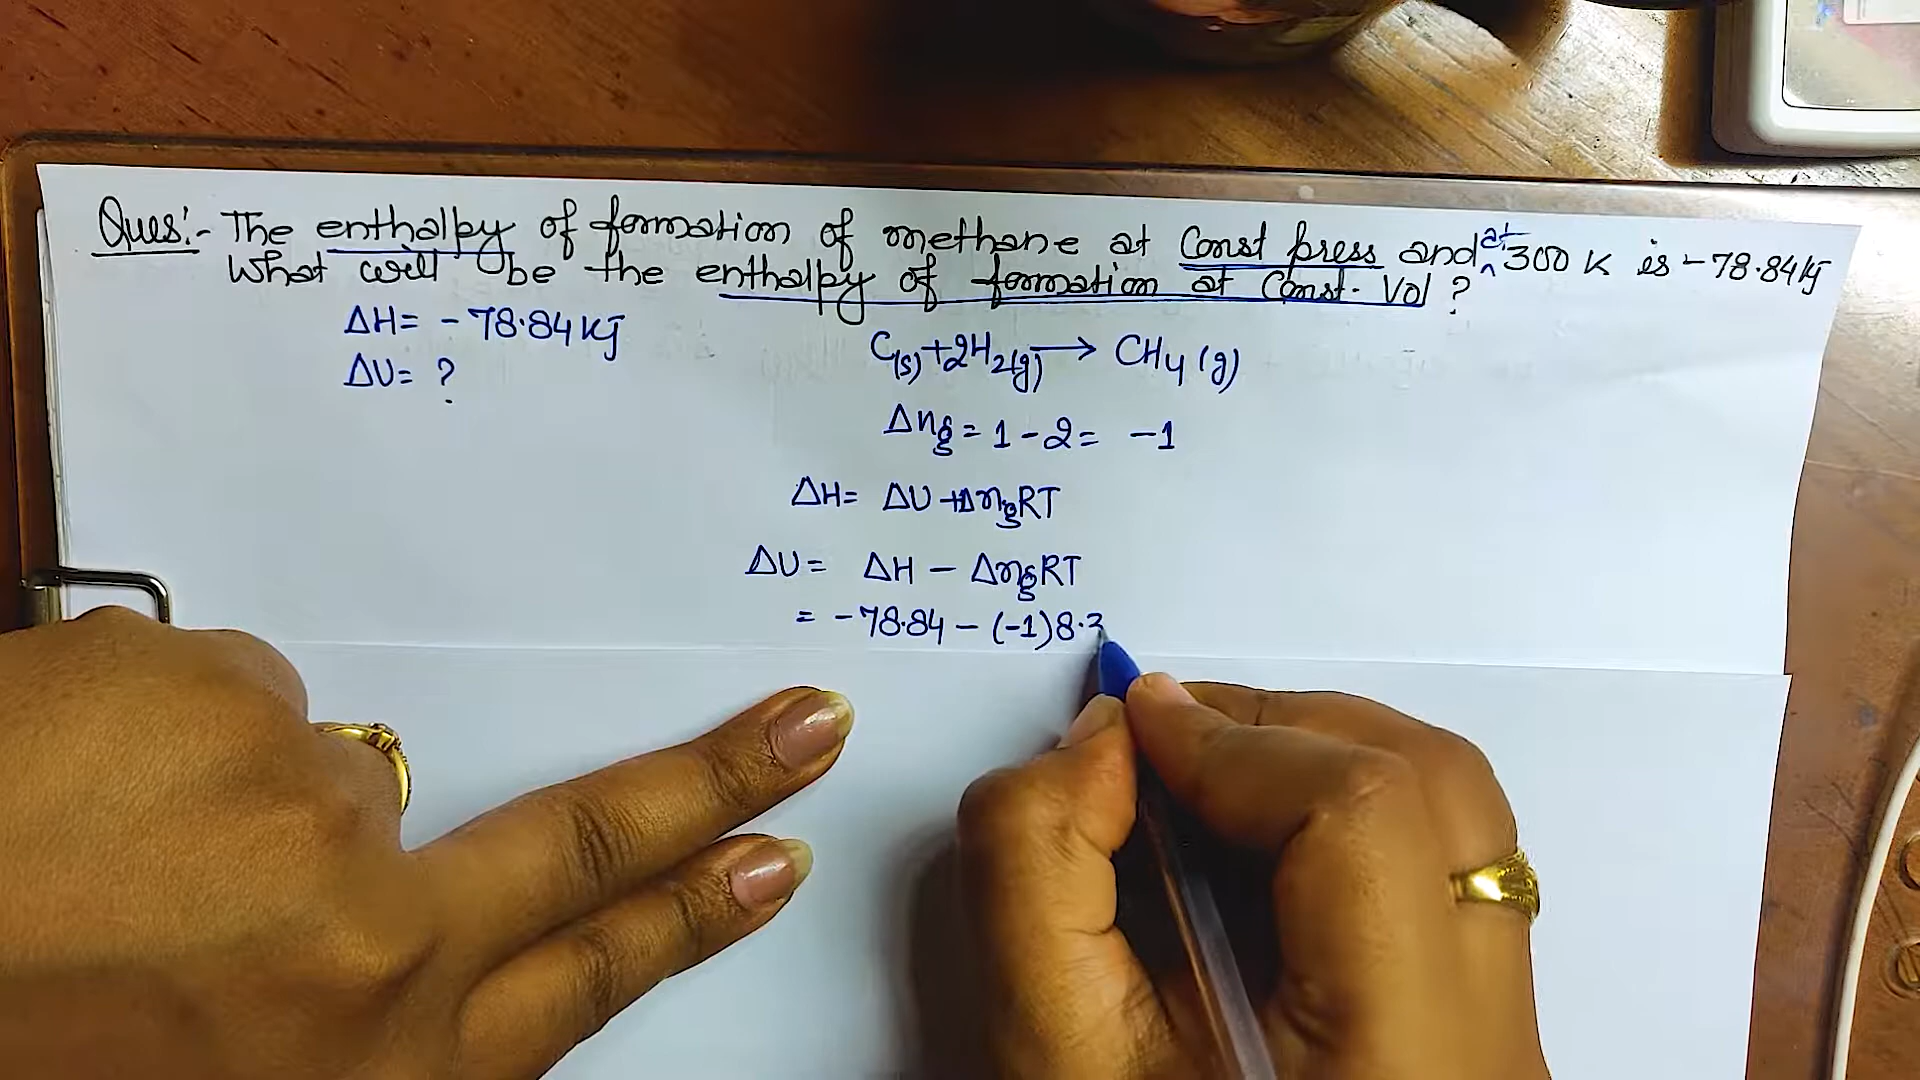 Ques:- The enthalpy of formation of methane at Const press and at 300 K is -78.84 kJ
What will be the enthalpy of formation at Const. Vol ?
ΔH = -78.84 kJ
ΔU = ?
C(s) + 2H2(g) → CH4 (g)
Δng = 1 - 2 = -1
ΔH = ΔU + ΔngRT
ΔU = ΔH - ΔngRT
= -78.84 - (-1)8.3